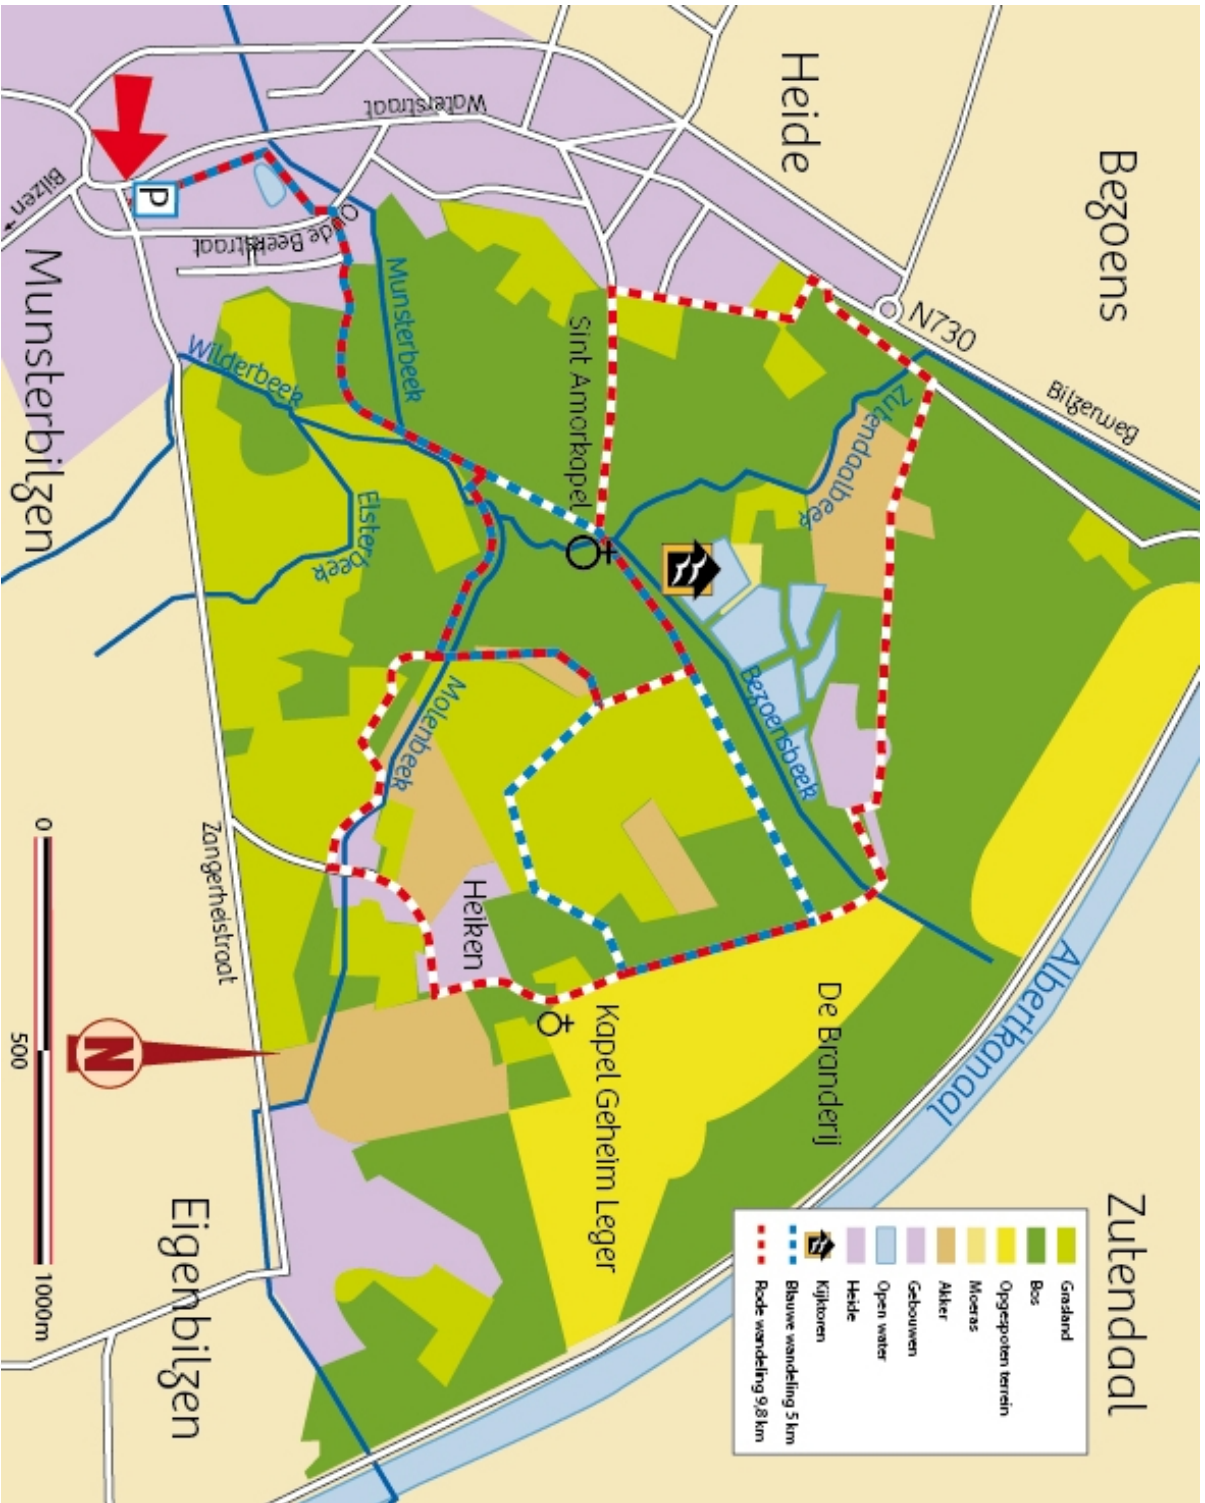 Bezoens
Heide
N730
Bilzerweg
Zutendaal
Waterstraat
Oude Beekstraat
P
Bilzen
Munsterbilzen
Munsterbeek
Wilderbeek
Elsterbeek
Sint Amorkapel
Zutendaalbeek
Bezoensbeek
Molenbeek
Heiken
Zangerheistraat
Kapel Geheim Leger
De Branderij
Albertkanaal
Eigenbilzen
N
0
500
1000m
Grasland
Bos
Opgespoten terrein
Moeras
Akker
Gebouwen
Open water
Heide
Kijktoren
Blauwe wandeling 5 km
Rode wandeling 9,8 km